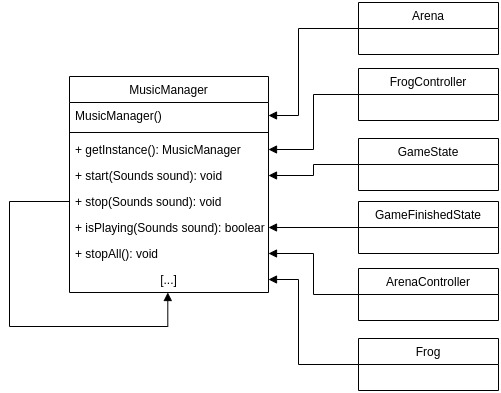 Arena
FrogController
MusicManager
MusicManager()
+ getInstance(): MusicManager
GameState
+ start(Sounds sound): void
+ stop(Sounds sound): void
GameFinishedState
+ isPlaying(Sounds sound): boolear
+ stopAll(): void
[...]
ArenaController
Frog